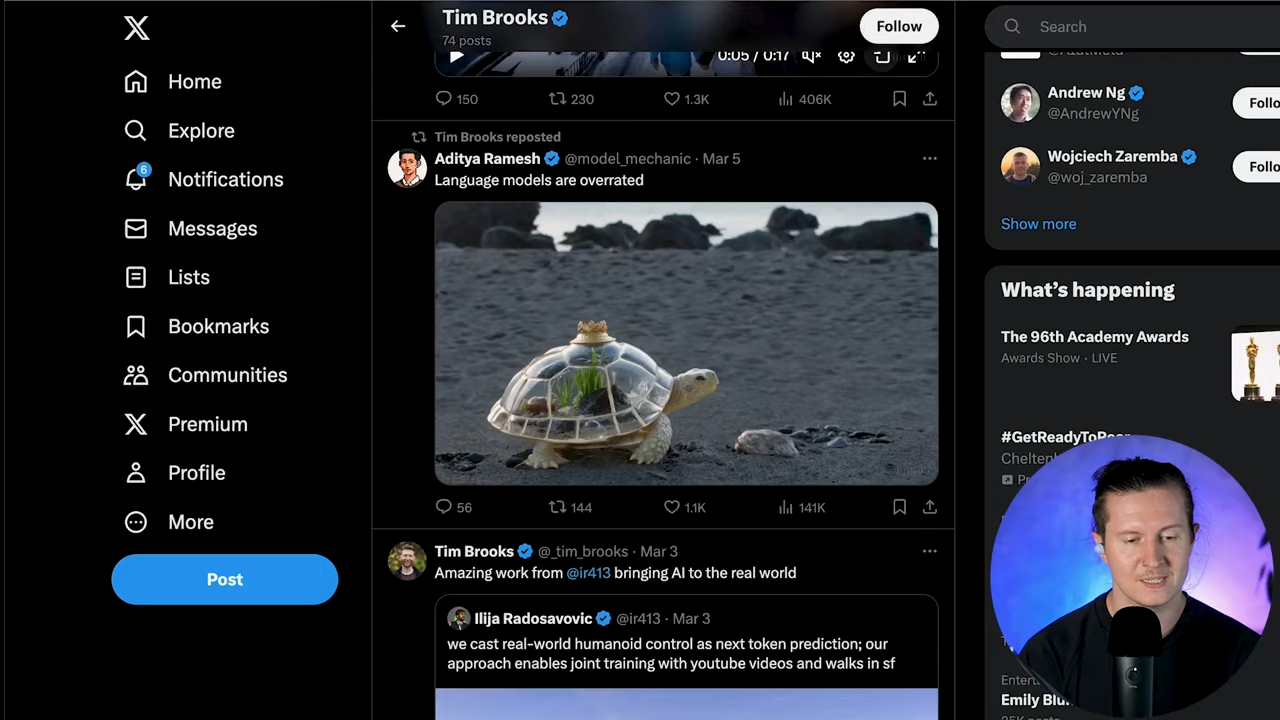 Home
Explore
6
Notifications
Messages
Lists
Bookmarks
Communities
Premium
Profile
More
Post
Tim Brooks
74 posts
Follow
0:05 / 0:17
150
230
1.3K
406K
Tim Brooks reposted
Aditya Ramesh @model_mechanic · Mar 5
Language models are overrated
56
144
1.1K
141K
Tim Brooks @_tim_brooks · Mar 3
Amazing work from @ir413 bringing AI to the real world
Ilija Radosavovic @ir413 · Mar 3
we cast real-world humanoid control as next token prediction; our
approach enables joint training with youtube videos and walks in sf
Search
Andrew Ng
@AndrewYNg
Wojciech Zaremba
@woj_zaremba
Show more
What's happening
The 96th Academy Awards
Awards Show · LIVE